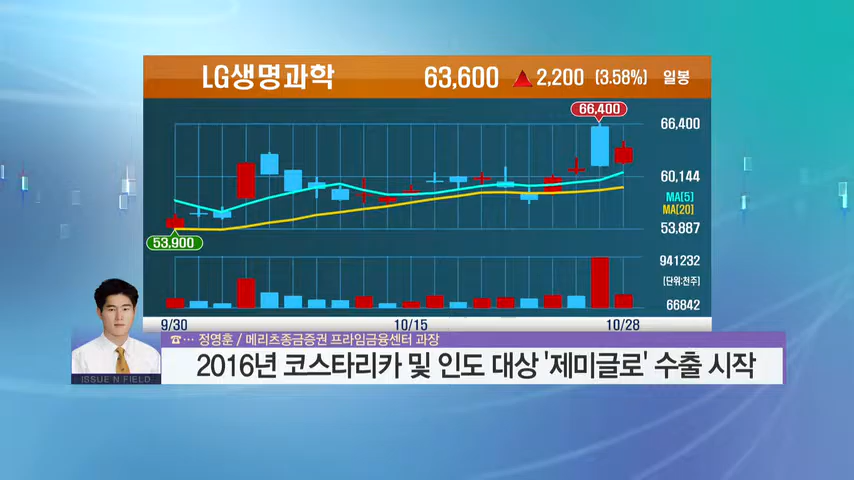 LG생명과학 63,600 ▲ 2,200 (3.58%) 일봉
66,400
66,400
60,144
MA[5]
MA[20]
53,887
53,900
941232
[단위:천주]
66842
9/30 10/15 10/28
☎… 정영훈 / 메리츠종금증권 프라임금융센터 과장
2016년 코스타리카 및 인도 대상 '제미글로' 수출 시작
ISSUE N FIELD